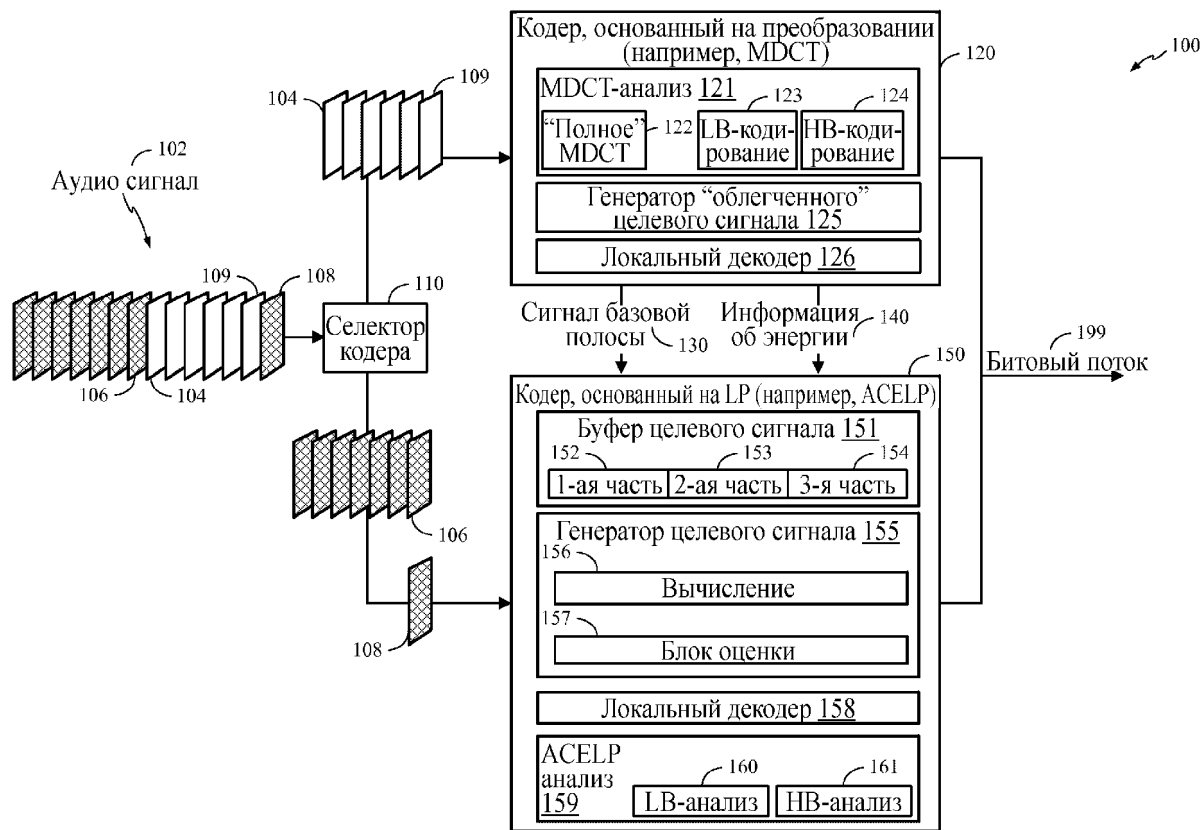 Кодер, основанный на преобразовании
(например, MDCT)
100
120
MDCT-анализ 121
123
124
“Полное”
MDCT
122
LB-коди-
рование
HB-коди-
рование
Генератор “облегченного”
целевого сигнала 125
Локальный декодер 126
104
109
102
Аудио сигнал
109
108
106
104
110
Селектор
кодера
Сигнал базовой
полосы
130
Информация
об энергии
140
150
199
Битовый поток
Кодер, основанный на LP (например, ACELP)
Буфер целевого сигнала 151
152
153
154
1-ая часть
2-ая часть
3-я часть
106
108
Генератор целевого сигнала 155
156
Вычисление
157
Блок оценки
Локальный декодер 158
ACELP
анализ
159
160
LB-анализ
161
HB-анализ